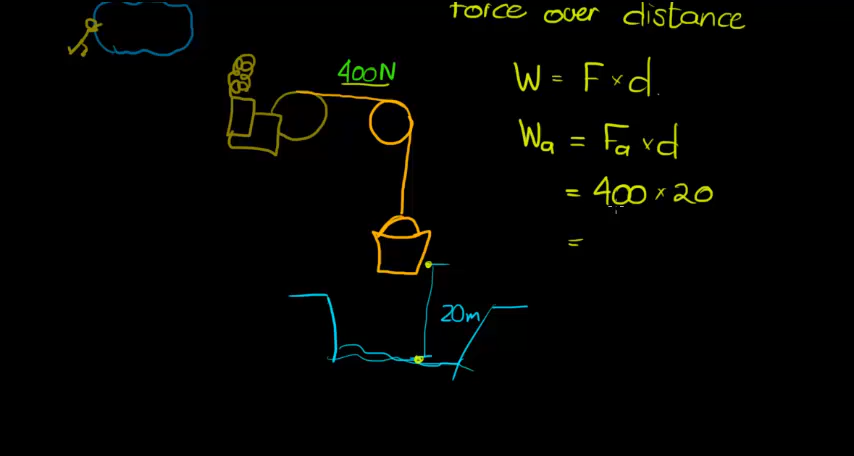 force over distance
400N
W = F × d.
Wa = Fa × d
= 400 × 20
=
20m